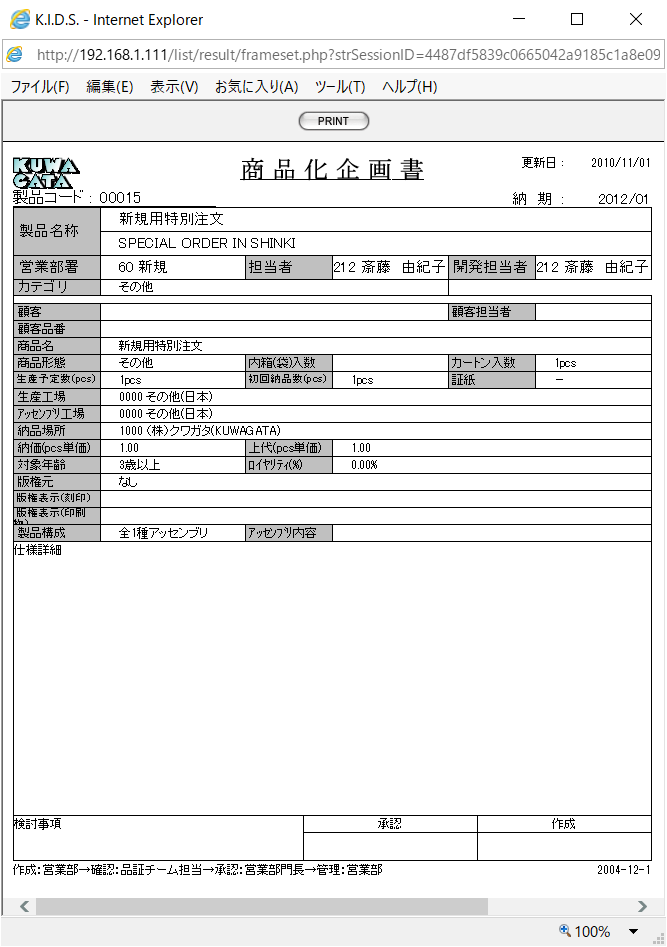 K.I.D.S. - Internet Explorer
http://192.168.1.111/list/result/frameset.php?strSessionID=4487df5839c0665042a9185c1a8e09
ファイル(F) 編集(E) 表示(V) お気に入り(A) ツール(T) ヘルプ(H)
PRINT
KUWA
GATA
商品化企画書
更新日： 2010/11/01
製品コード：00015
納 期： 2012/01
製品名称 新規用特別注文
SPECIAL ORDER IN SHINKI
営業部署 60 新規 担当者 212 斎藤 由紀子 開発担当者 212 斎藤 由紀子
カテゴリ その他
顧客 顧客担当者
顧客品番
商品名 新規用特別注文
商品形態 その他 内箱(袋)入数 カートン入数 1pcs
生産予定数(pcs) 1pcs 初回納品数(pcs) 1pcs 証紙 －
生産工場 0000 その他(日本)
アッセンブリ工場 0000 その他(日本)
納品場所 1000 (株)クワガタ(KUWAGATA)
納価(pcs単価) 1.00 上代(pcs単価) 1.00
対象年齢 3歳以上 ロイヤリティ(%) 0.00%
版権元 なし
版権表示(刻印)
版権表示(印刷物)
製品構成 全1種アッセンブリ アッセンブリ内容
仕様詳細
検討事項 承認 作成
作成：営業部→確認：品証チーム担当→承認：営業部門長→管理：営業部 2004-12-1
100%